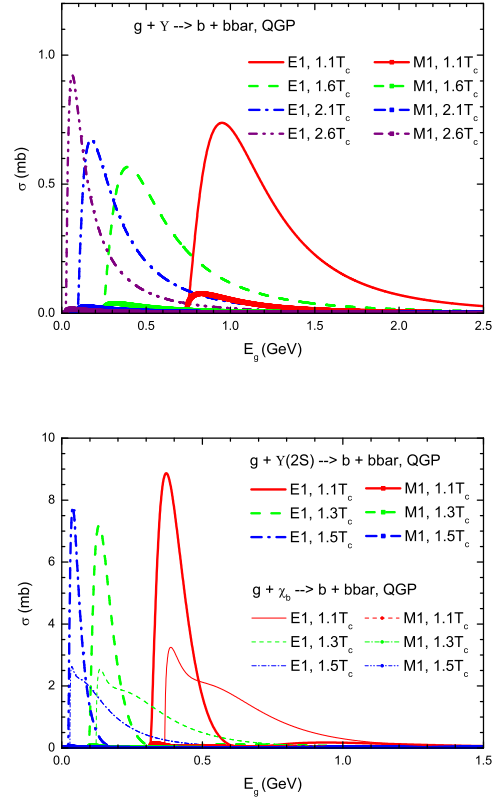 g + Υ --> b + bbar, QGP
E1, 1.1T_c M1, 1.1T_c
E1, 1.6T_c M1, 1.6T_c
E1, 2.1T_c M1, 2.1T_c
E1, 2.6T_c M1, 2.6T_c
1.0
0.5
0.0
σ (mb)
0.0 0.5 1.0 1.5 2.0 2.5
E_g (GeV)
10
8
6
4
2
0
σ (mb)
g + Υ(2S) --> b + bbar, QGP
E1, 1.1T_c M1, 1.1T_c
E1, 1.3T_c M1, 1.3T_c
E1, 1.5T_c M1, 1.5T_c
g + χ_b --> b + bbar, QGP
E1, 1.1T_c M1, 1.1T_c
E1, 1.3T_c M1, 1.3T_c
E1, 1.5T_c M1, 1.5T_c
0.0 0.5 1.0 1.5
E_g (GeV)